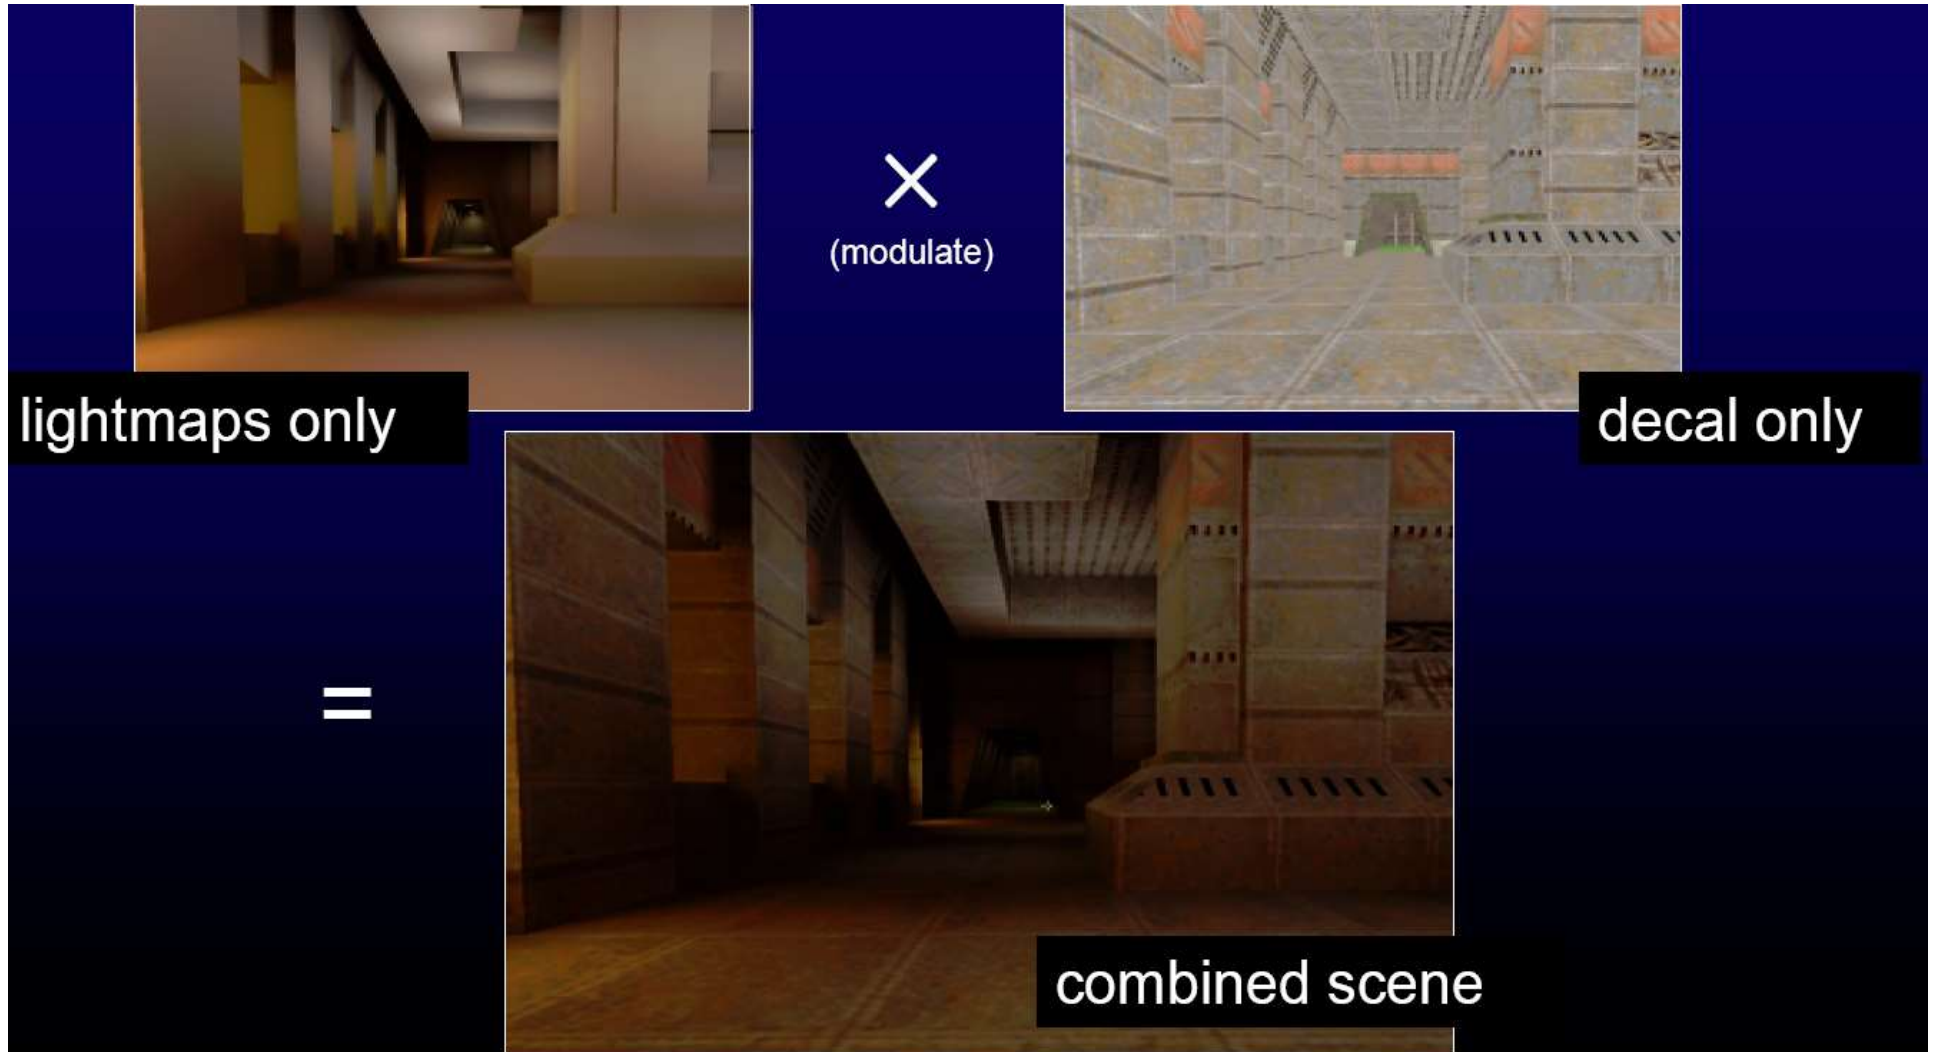 ×
(modulate)
lightmaps only
decal only
=
combined scene